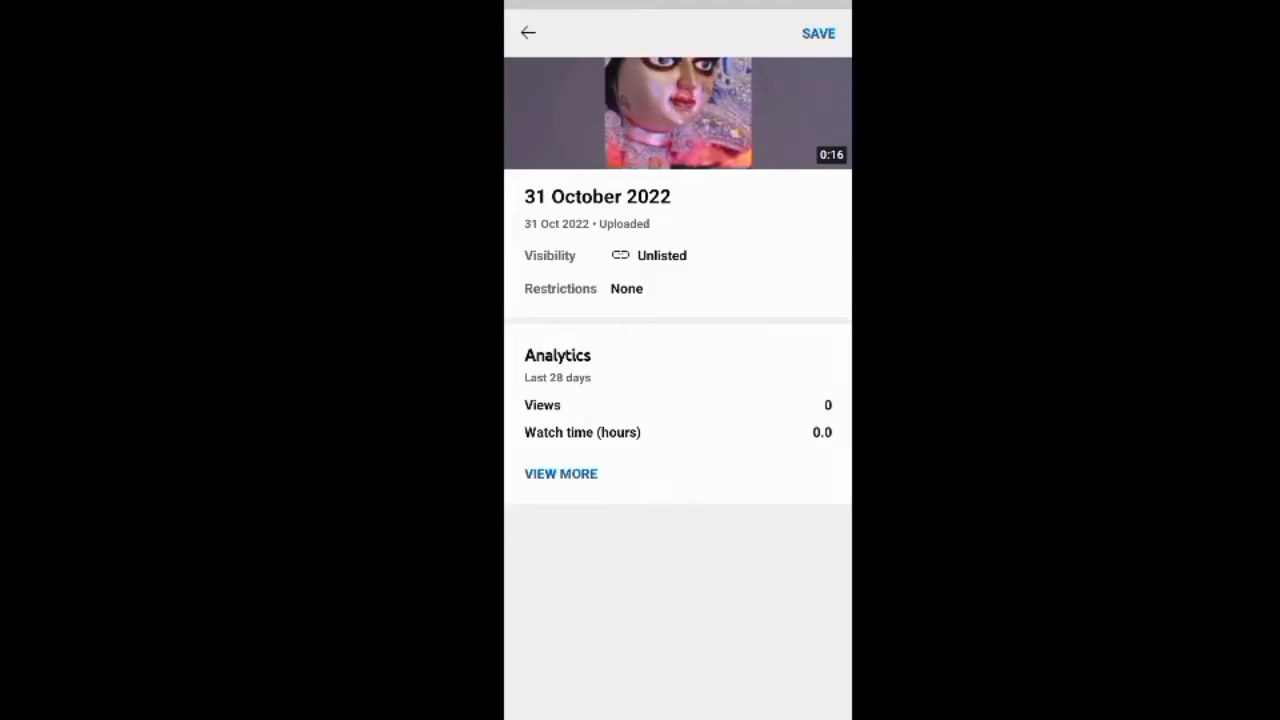 SAVE
0:16
31 October 2022
31 Oct 2022 • Uploaded
Visibility Unlisted
Restrictions None
Analytics
Last 28 days
Views 0
Watch time (hours) 0.0
VIEW MORE